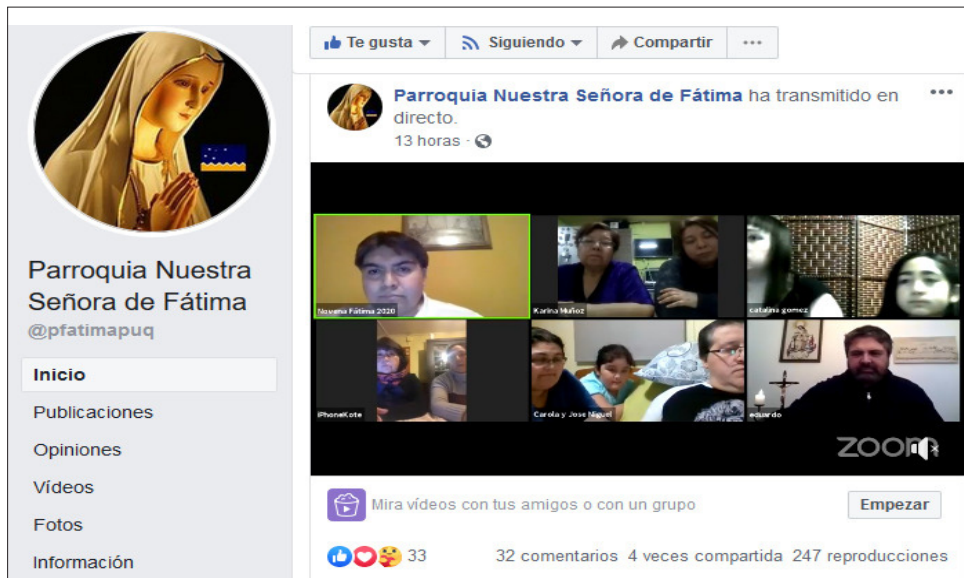 Parroquia Nuestra
Señora de Fátima
@pfatimapuq
Inicio
Publicaciones
Opiniones
Vídeos
Fotos
Información
Te gusta Siguiendo Compartir
Parroquia Nuestra Señora de Fátima ha transmitido en
directo.
13 horas
Novena Fátima 2020
Karina Muñoz
catalina gomez
iPhoneKote
Carola y Jose Miguel
eduardo
zoom
Mira vídeos con tus amigos o con un grupo
Empezar
33
32 comentarios 4 veces compartida 247 reproducciones